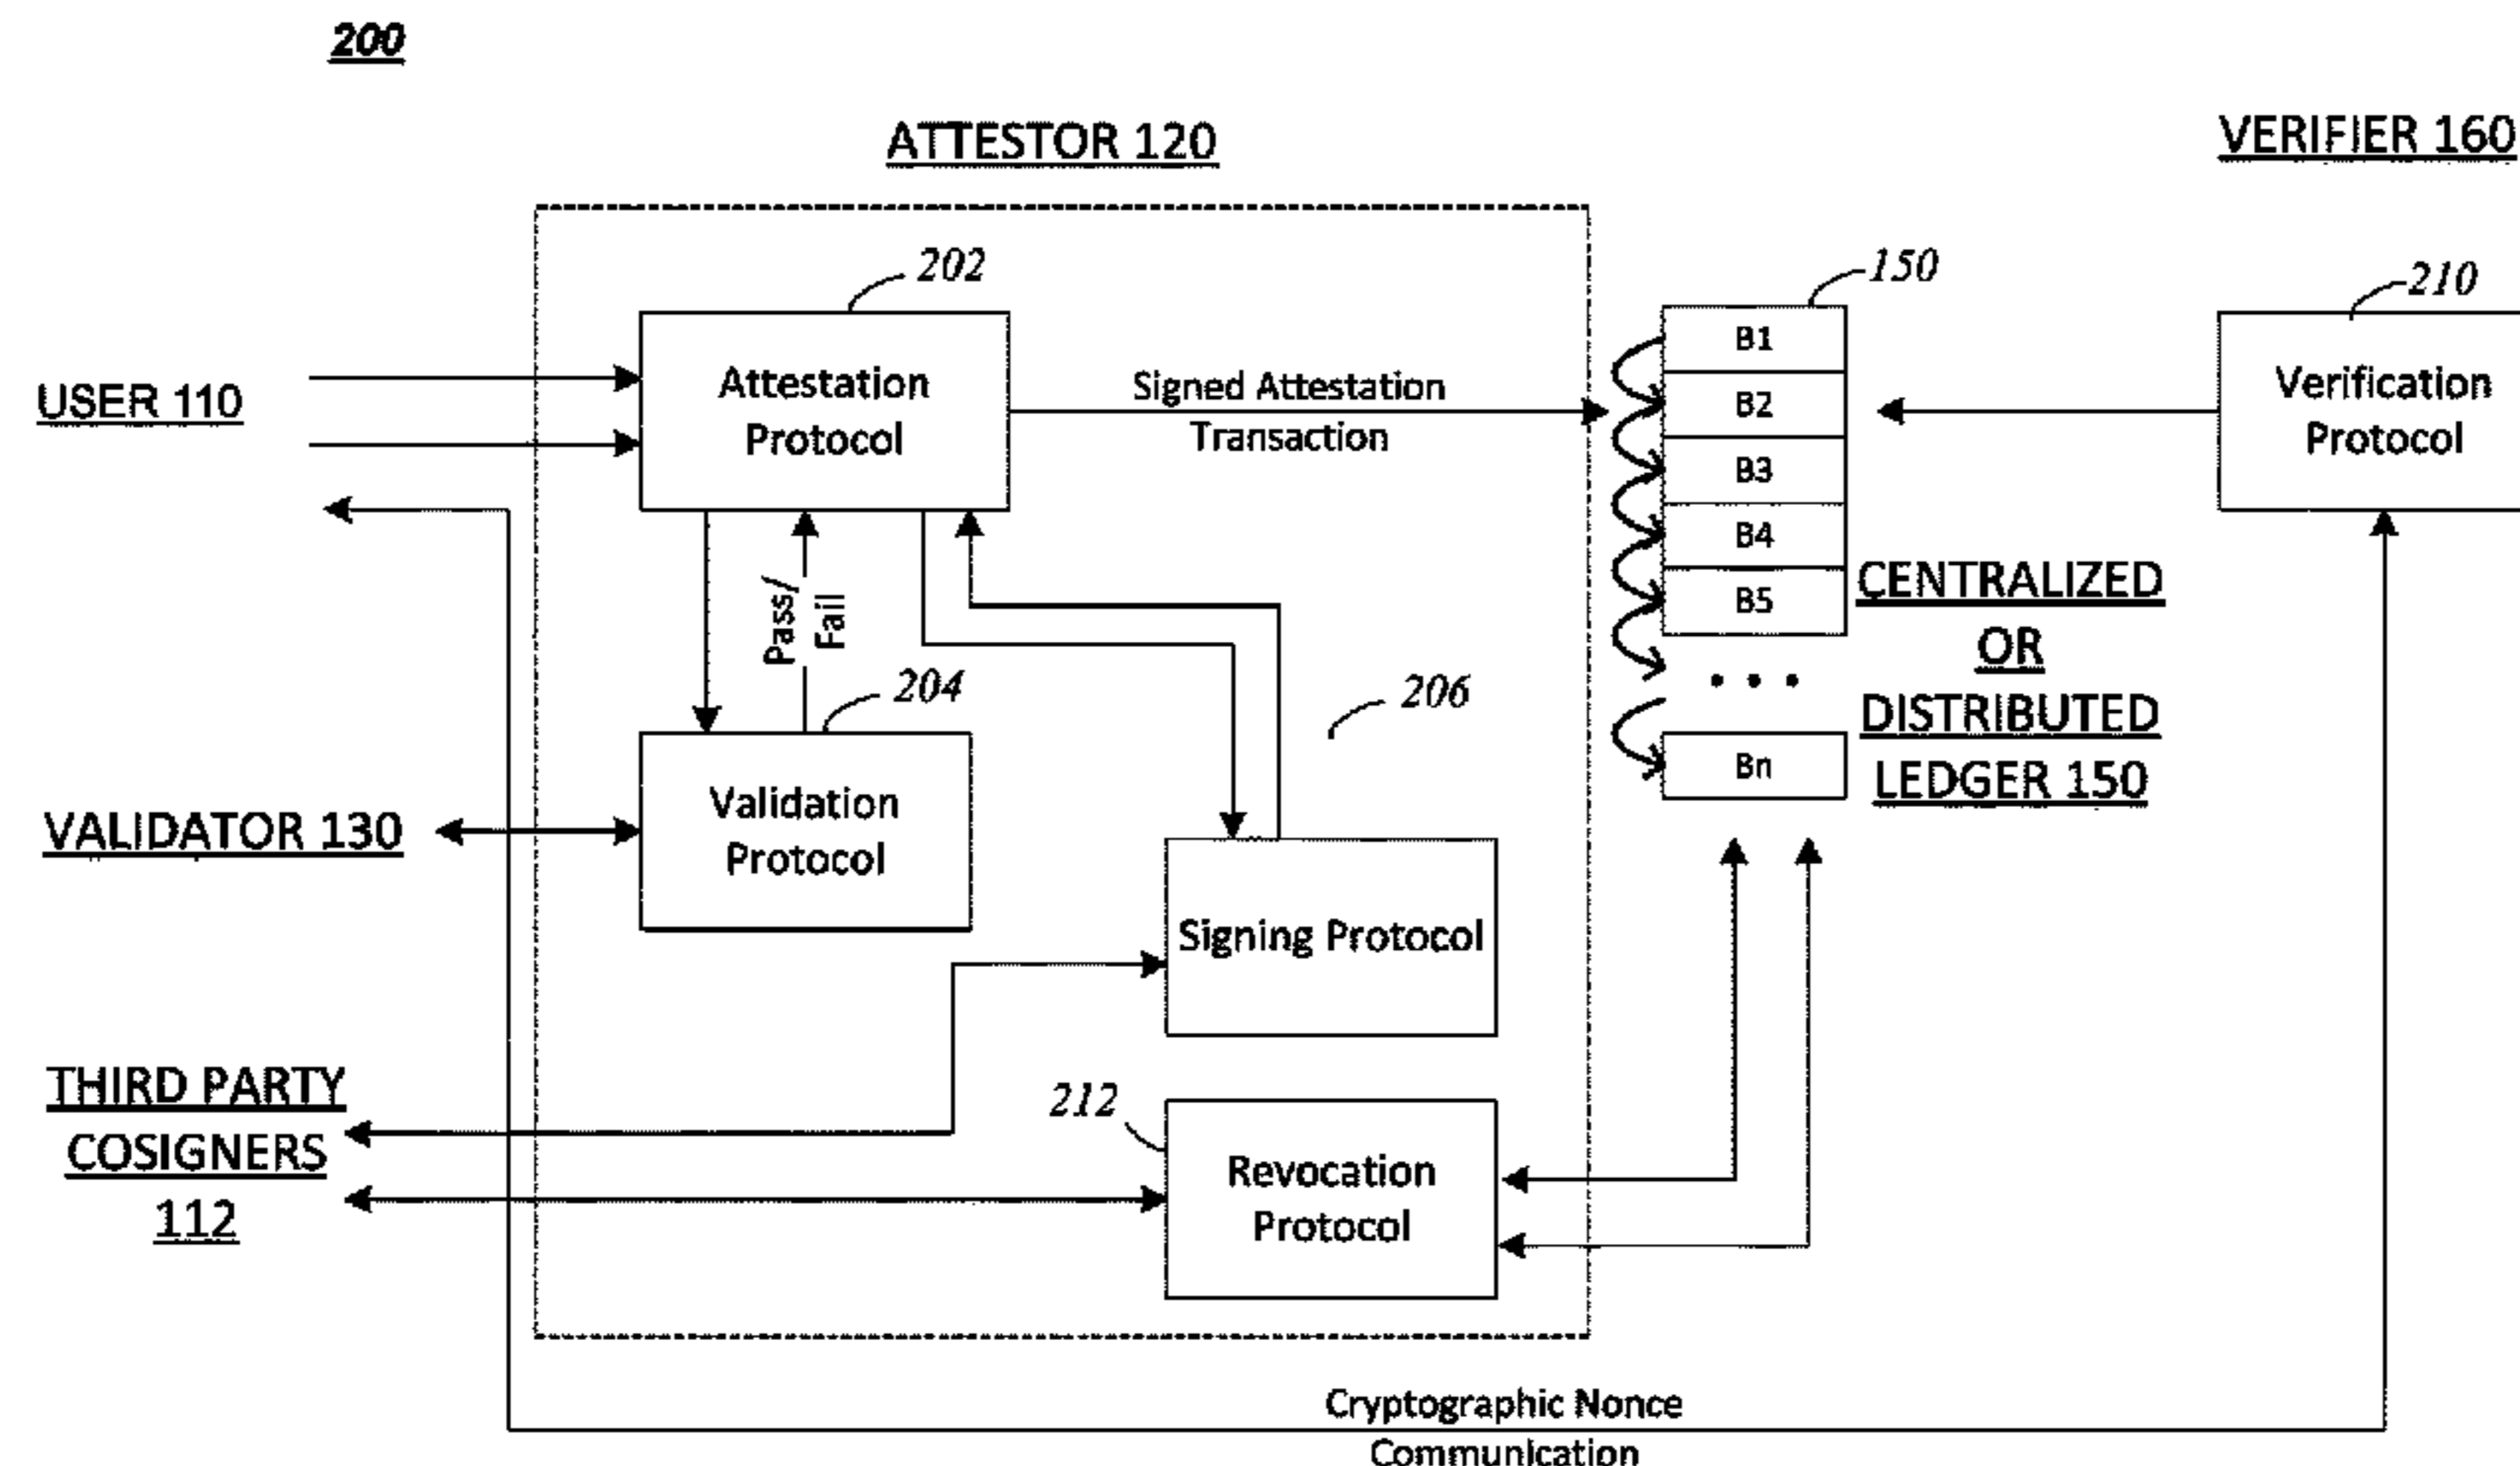 200
ATTESTOR 120
VERIFIER 160
202
150
210
USER 110
Attestation
Protocol
Signed Attestation
Transaction
B1
B2
B3
B4
B5
Bn
Verification
Protocol
CENTRALIZED
OR
DISTRIBUTED
LEDGER 150
Pass/
Fail
204
206
VALIDATOR 130
Validation
Protocol
Signing Protocol
THIRD PARTY
COSIGNERS
112
212
Revocation
Protocol
Cryptographic Nonce
Communication